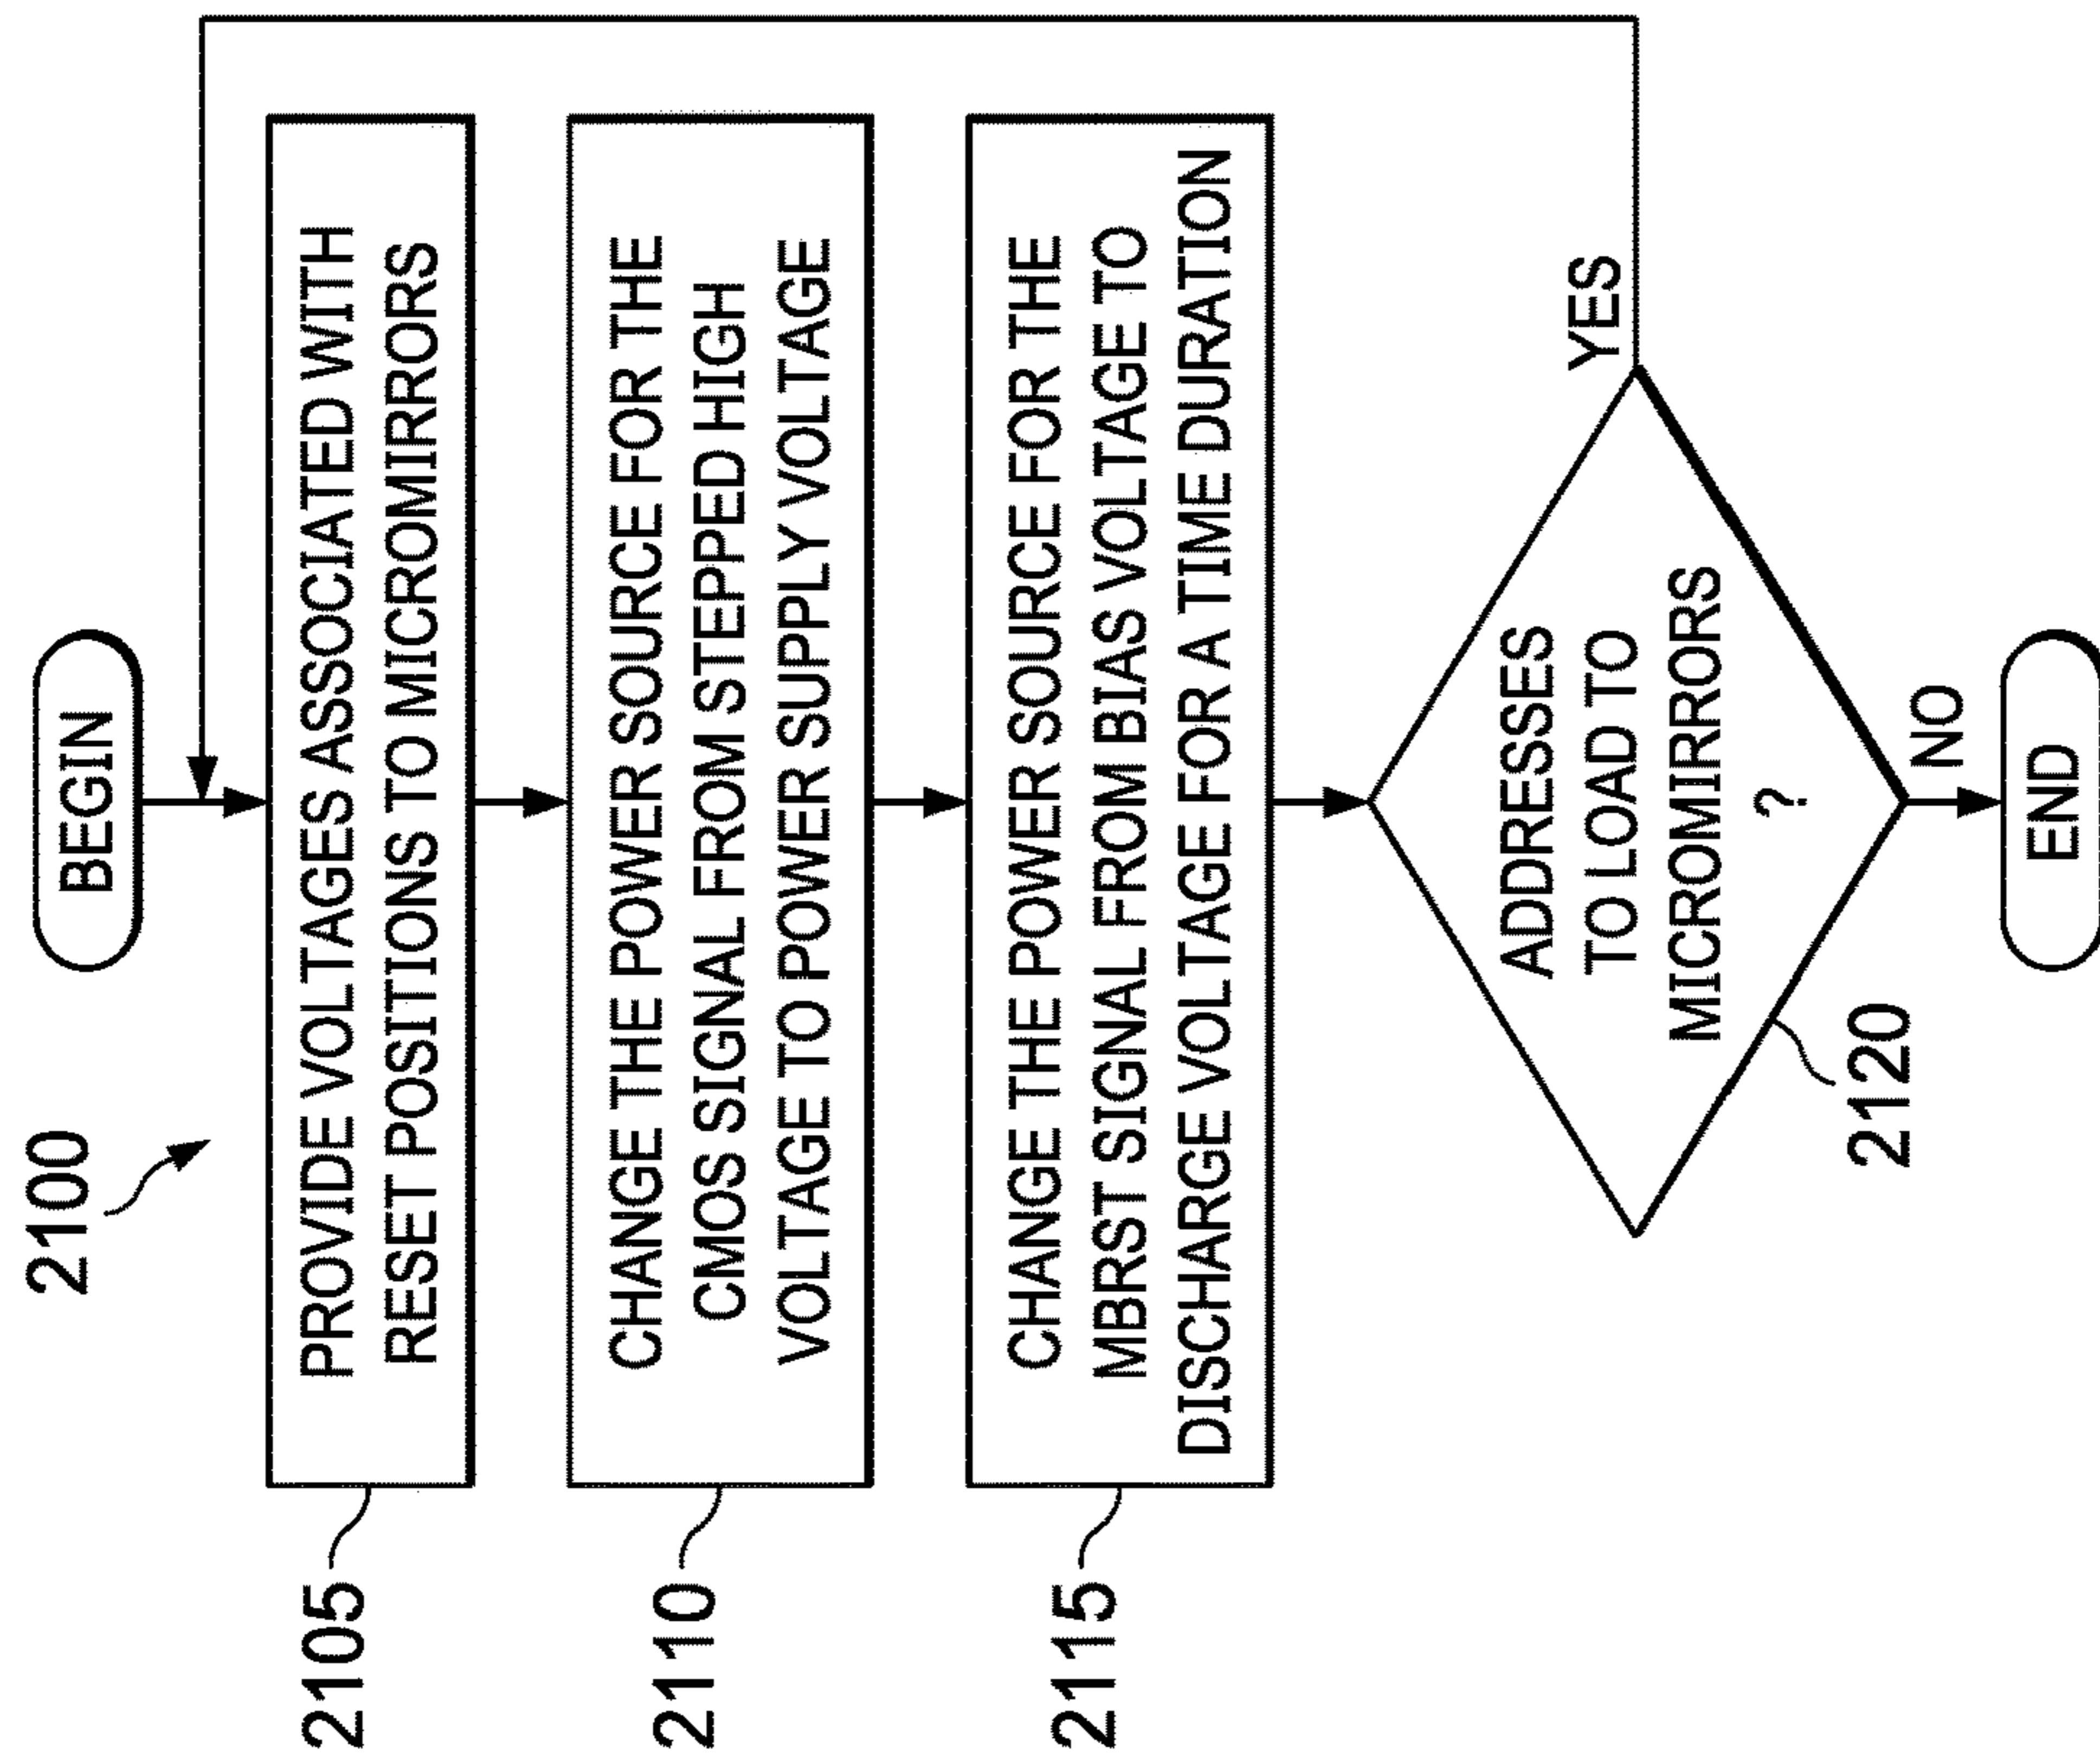 2100
BEGIN
2105
PROVIDE VOLTAGES ASSOCIATED WITH
RESET POSITIONS TO MICROMIRRORS
2110
CHANGE THE POWER SOURCE FOR THE
CMOS SIGNAL FROM STEPPED HIGH
VOLTAGE TO POWER SUPPLY VOLTAGE
2115
CHANGE THE POWER SOURCE FOR THE
MBRST SIGNAL FROM BIAS VOLTAGE TO
DISCHARGE VOLTAGE FOR A TIME DURATION
ADDRESSES
TO LOAD TO
MICROMIRRORS
?
YES
2120
NO
END